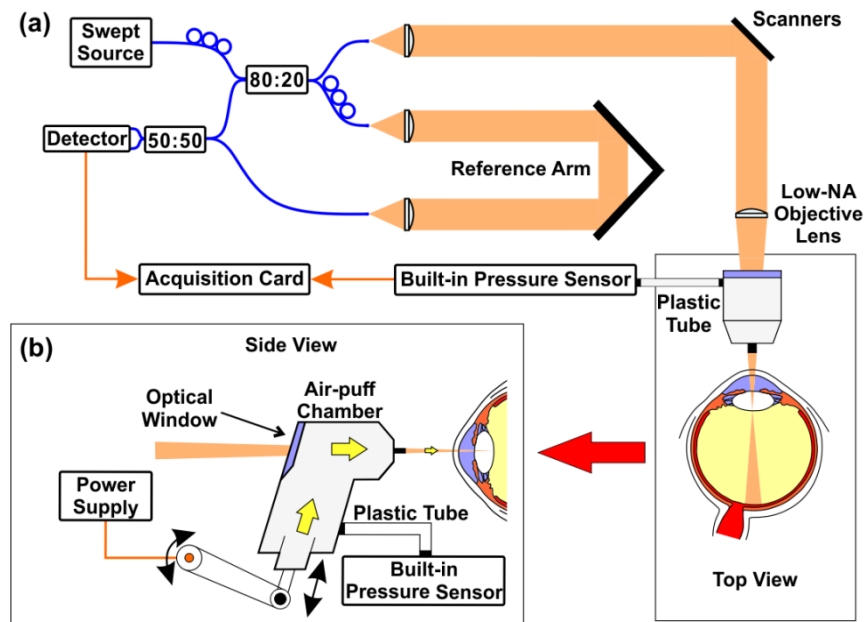 (a)
Swept
Source
80:20
Scanners
Detector
50:50
Reference Arm
Low-NA
Objective
Lens
Acquisition Card
Built-in Pressure Sensor
Plastic
Tube
(b)
Side View
Optical
Window
Air-puff
Chamber
Power
Supply
Plastic Tube
Built-in
Pressure Sensor
Top View